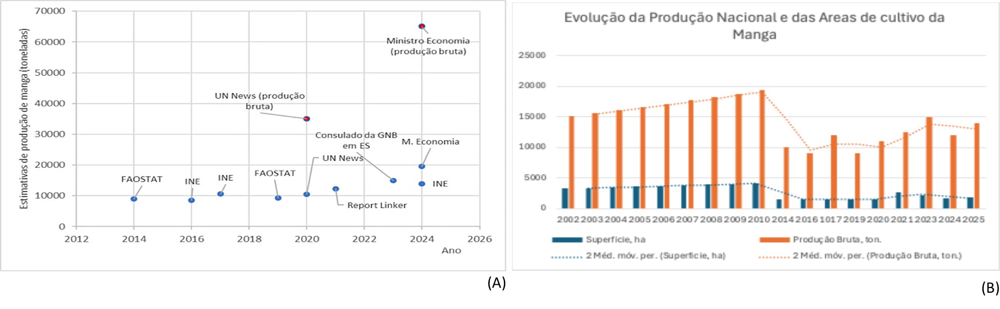 Estimativas de produção de manga (toneladas)
70000
60000
50000
40000
30000
20000
10000
0
2012 2014 2016 2018 2020 2022 2024 2026
Ano
Ministro Economia
(produção bruta)
UN News (produção
bruta)
Consulado da GNB
em ES
M. Economia
UN News
FAOSTAT
INE
INE
FAOSTAT
INE
Report Linker
(A)
Evolução da Produção Nacional e das Areas de cultivo da
Manga
25000
20000
15000
10000
5000
0
2002 2003 2004 2005 2006 2007 2008 2009 2010 2014 2016 1017 2019 2020 2021 2023 2024 2025
Superficie, ha
Produção Bruta, ton.
2 Méd. móv. per. (Superficie, ha)
2 Méd. móv. per. (Produção Bruta, ton.)
(B)